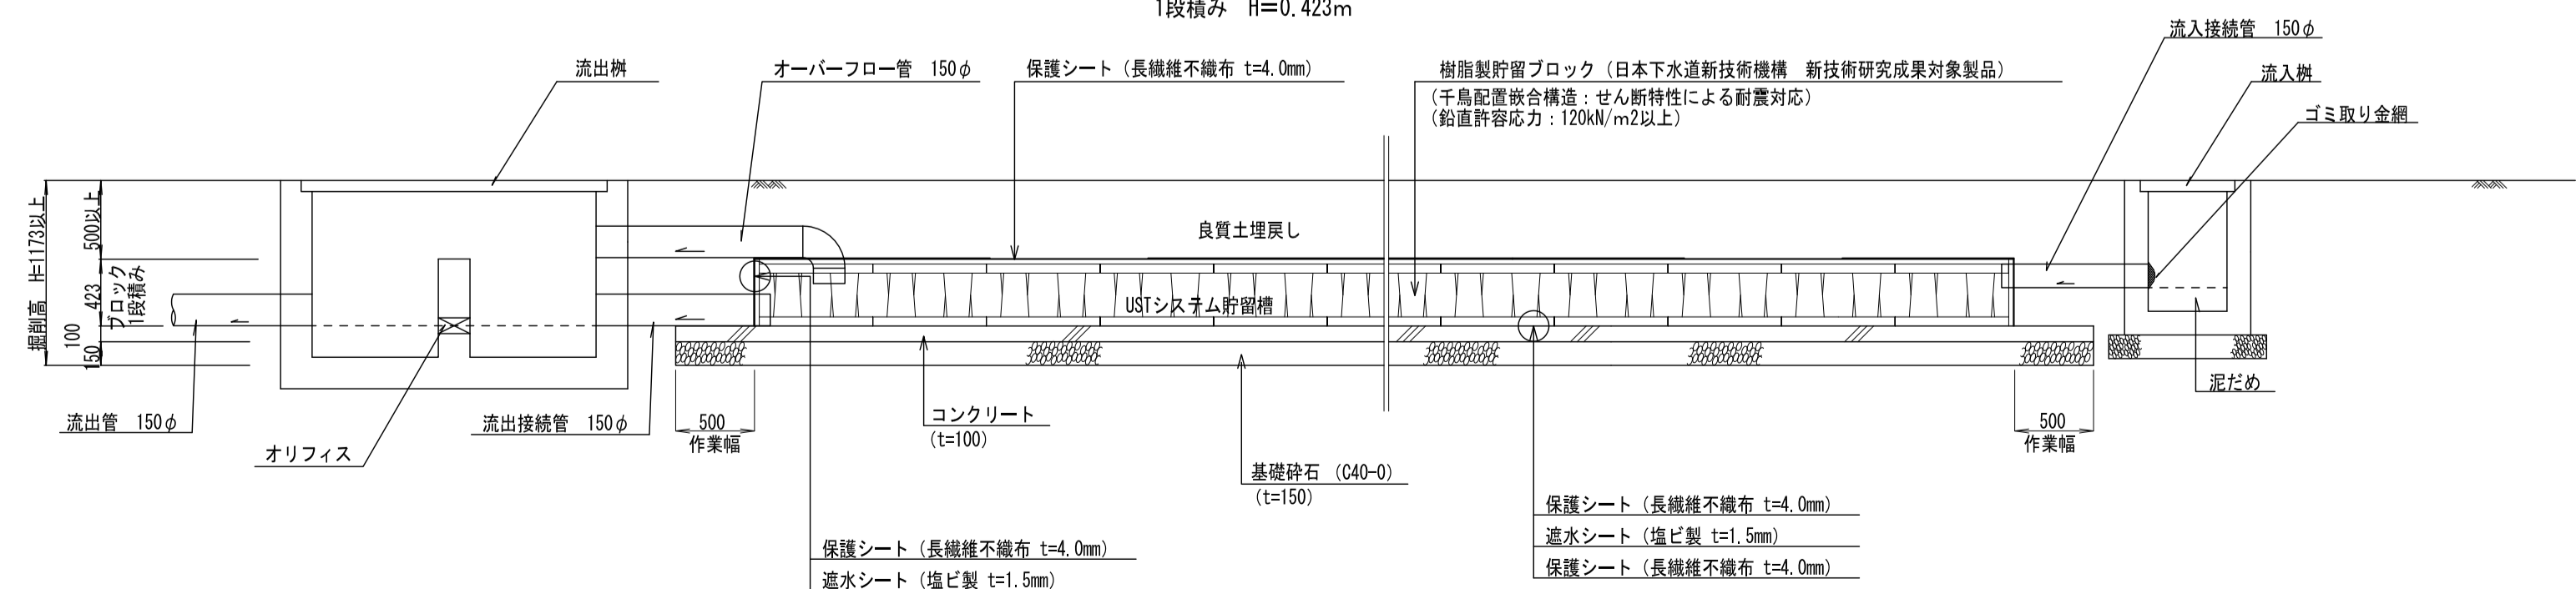 1段積み　H=0.423m
流入接続管　150φ
流出桝
オーバーフロー管　150φ
保護シート（長繊維不織布 t=4.0mm）
樹脂製貯留ブロック（日本下水道新技術機構　新技術研究成果対象製品）
（千鳥配置嵌合構造：せん断特性による耐震対応）
（鉛直許容応力：120kN/m2以上）
流入桝
ゴミ取り金網
掘削高　H=1173以上
500以上
423
ブロック
1段積み
100
150
良質土埋戻し
USTシステム貯留槽
流出管　150φ
オリフィス
流出接続管　150φ
500
作業幅
コンクリート
（t=100）
基礎砕石 （C40-0）
（t=150）
500
作業幅
泥だめ
保護シート（長繊維不織布 t=4.0mm）
遮水シート（塩ビ製 t=1.5mm）
保護シート（長繊維不織布 t=4.0mm）
保護シート（長繊維不織布 t=4.0mm）
遮水シート（塩ビ製 t=1.5mm）